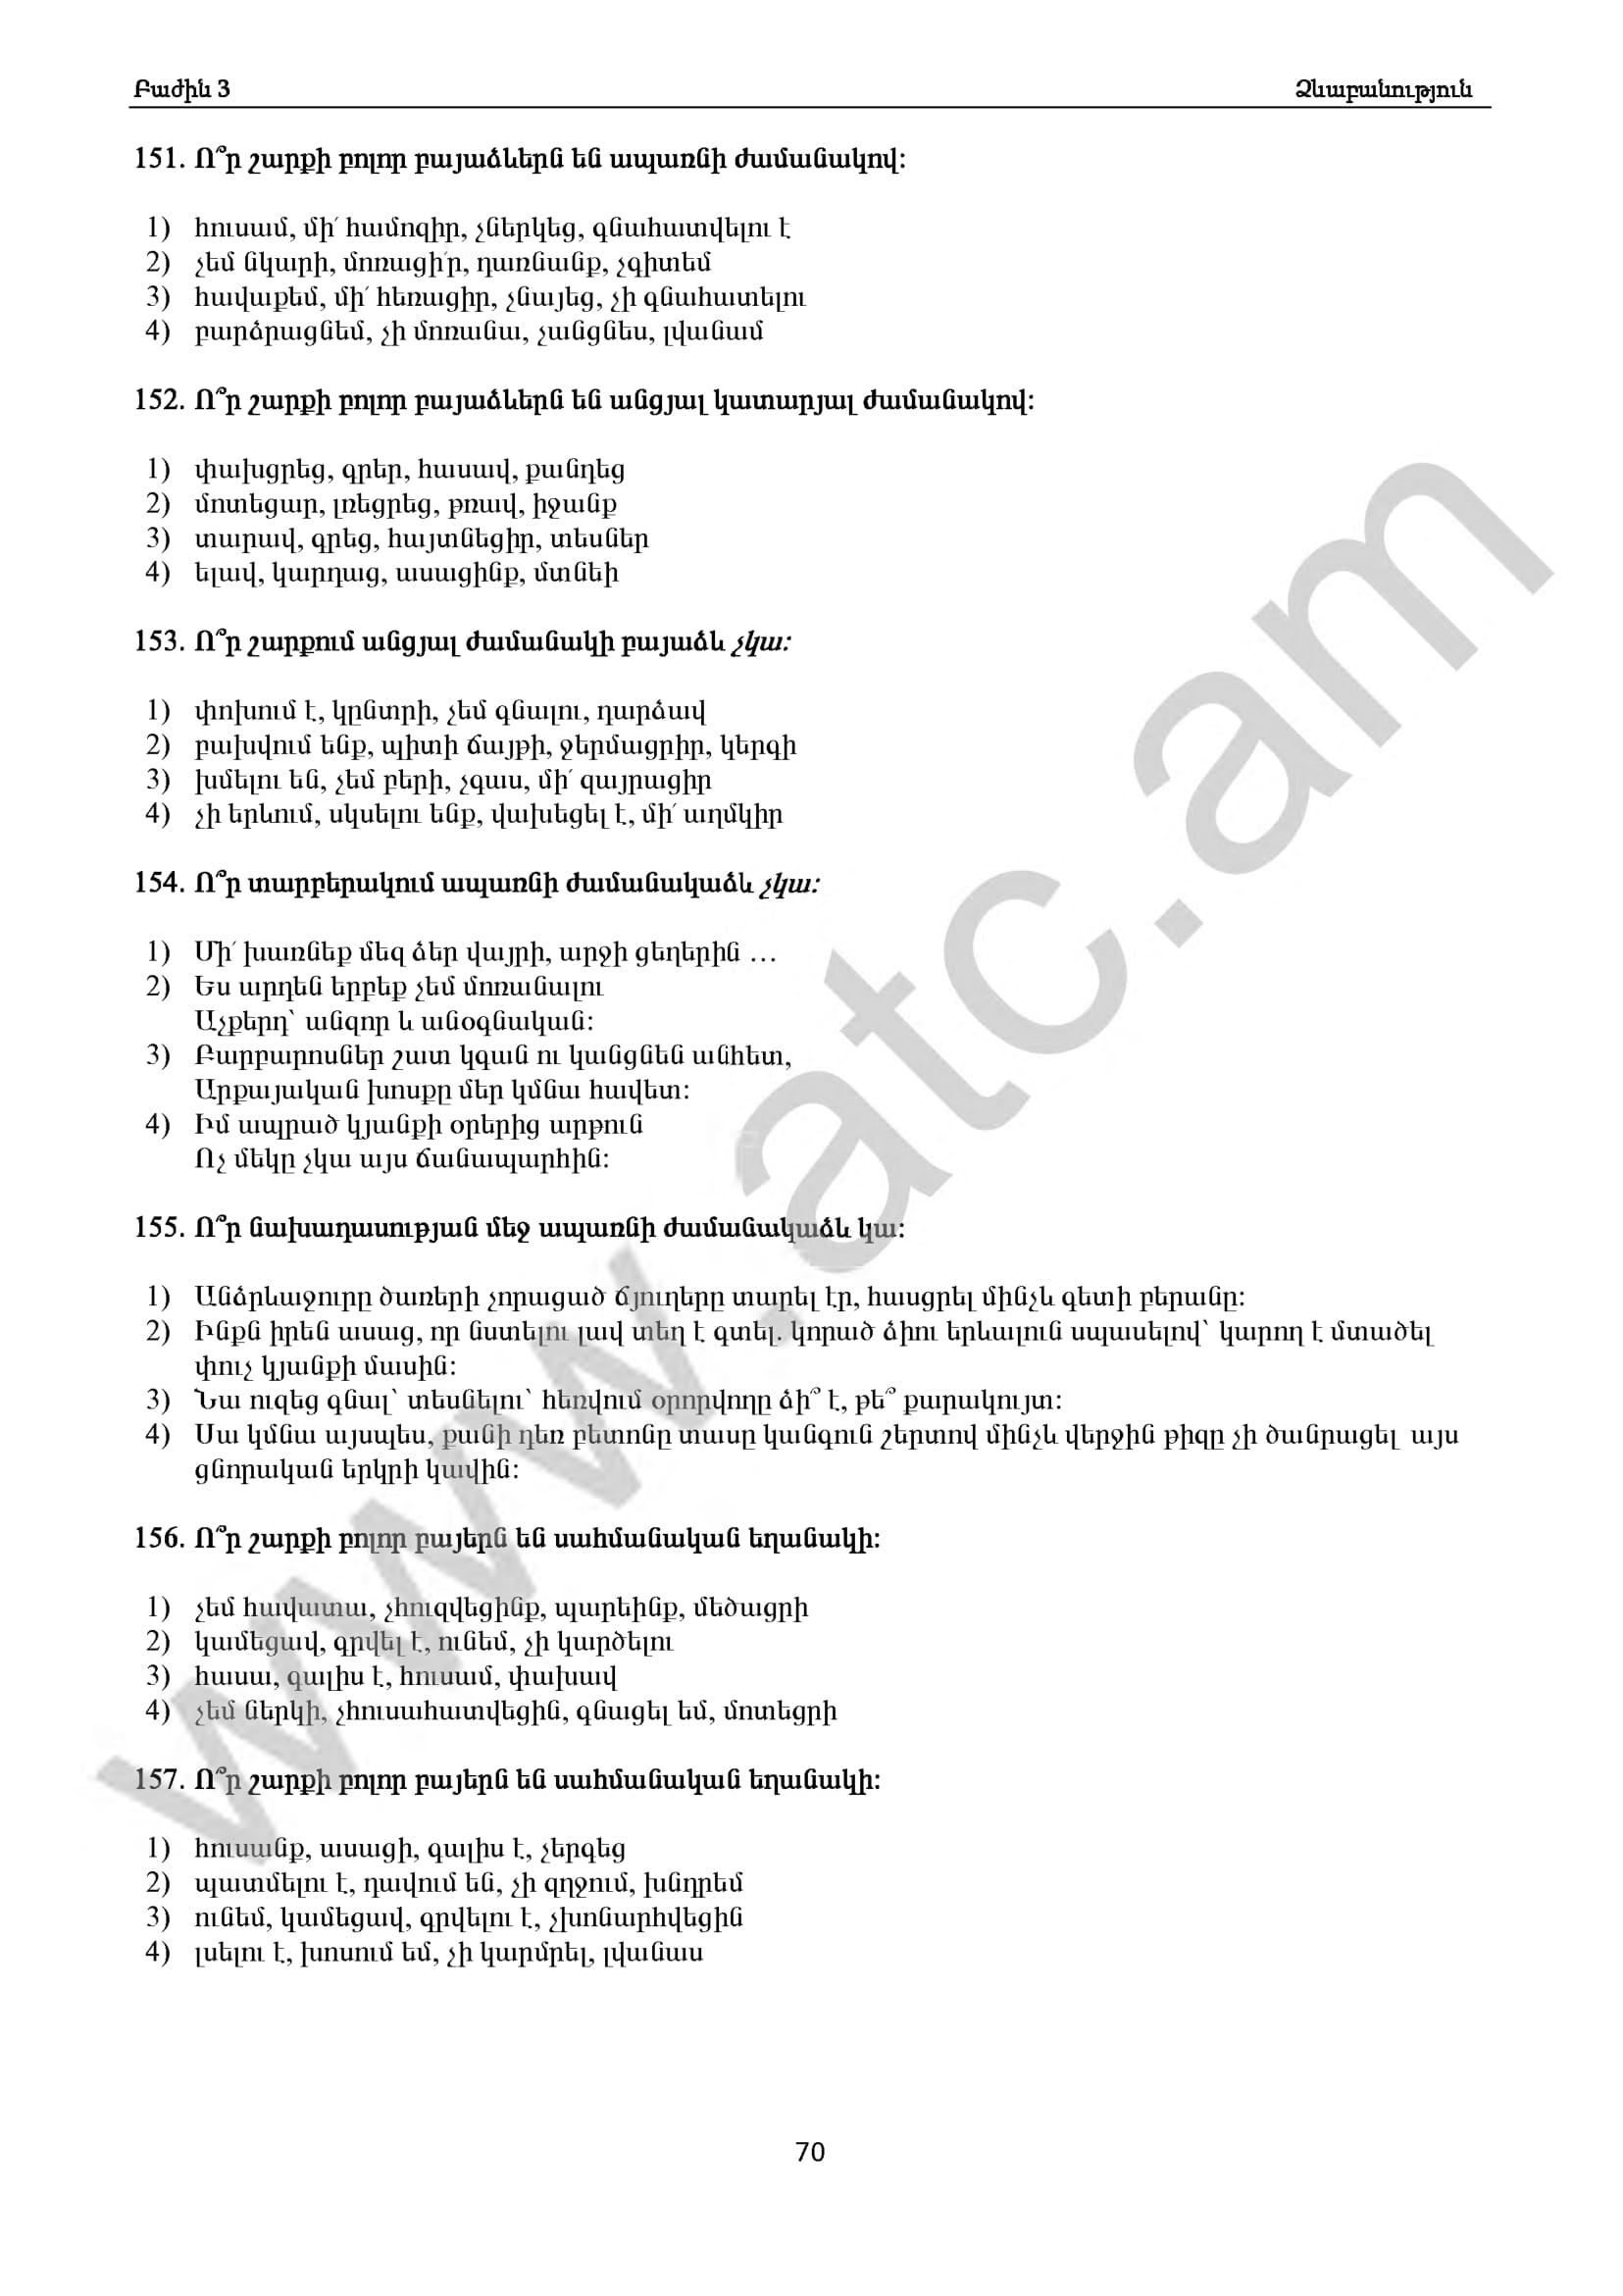 Բաժին 3 Ձևաբանություն
151. Ո՞ր շարքի բոլոր բայաձևերն են ապառնի ժամանակով:
1) հուսամ, մի՛ համոզիր, չներկեց, գնահատվելու է
2) չեմ նկարի, մոռացի՛ր, դառնանք, չգիտեմ
3) հավաքեմ, մի՛ հեռացիր, չնայեց, չի գնահատելու
4) բարձրացնեմ, չի մոռանա, չանցնես, լվանամ
152. Ո՞ր շարքի բոլոր բայաձևերն են անցյալ կատարյալ ժամանակով:
1) փախցրեց, գրեր, հասավ, քանդեց
2) մոտեցար, լռեցրեց, թռավ, իջանք
3) տարավ, գրեց, հայտնեցիր, տեսներ
4) ելավ, կարդաց, ասացինք, մտնեի
153. Ո՞ր շարքում անցյալ ժամանակի բայաձև չկա:
1) փոխում է, կընտրի, չեմ գնալու, դարձավ
2) բախվում ենք, պիտի ճայթի, ջերմացրիր, կերգի
3) խմելու են, չեմ բերի, չգաս, մի՛ զայրացիր
4) չի երևում, սկսելու ենք, վախեցել է, մի՛ աղմկիր
154. Ո՞ր տարբերակում ապառնի ժամանակաձև չկա:
1) Մի՛ խառնեք մեզ ձեր վայրի, արջի ցեղերին ...
2) Ես արդեն երբեք չեմ մոռանալու
Աչքերդ՝ անզոր և անօգնական:
3) Բարբարոսներ շատ կգան ու կանցնեն անհետ,
Արքայական խոսքը մեր կմնա հավետ:
4) Իմ ապրած կյանքի օրերից արթուն
Ոչ մեկը չկա այս ճանապարհին:
155. Ո՞ր նախադասության մեջ ապառնի ժամանակաձև կա:
1) Անձրևաջուրը ծառերի չորացած ճյուղերը տարել էր, հասցրել մինչև գետի բերանը:
2) Ինքն իրեն ասաց, որ նստելու լավ տեղ է գտել. կորած ձիու երևալուն սպասելով՝ կարող է մտածել
փուչ կյանքի մասին:
3) Նա ուզեց գնալ՝ տեսնելու՝ հեռվում օրորվողը ձի՞ է, թե՞ քարակույտ:
4) Սա կմնա այսպես, քանի դեռ բետոնը տասը կանգուն շերտով մինչև վերջին թիզը չի ծանրացել այս
ցնորական երկրի կավին:
156. Ո՞ր շարքի բոլոր բայերն են սահմանական եղանակի:
1) չեմ հավատա, չհուզվեցինք, պարեինք, մեծացրի
2) կամեցավ, գրվել է, ունեմ, չի կարծելու
3) հասա, գալիս է, հուսամ, փախավ
4) չեմ ներկի, չհուսահատվեցին, գնացել եմ, մոտեցրի
157. Ո՞ր շարքի բոլոր բայերն են սահմանական եղանակի:
1) հուսանք, ասացի, գալիս է, չերգեց
2) պատմելու է, դավում են, չի զղջում, խնդրեմ
3) ունեմ, կամեցավ, գրվելու է, չխոնարհվեցին
4) լսելու է, խոսում եմ, չի կարմրել, լվանաս
70
www.atc.am